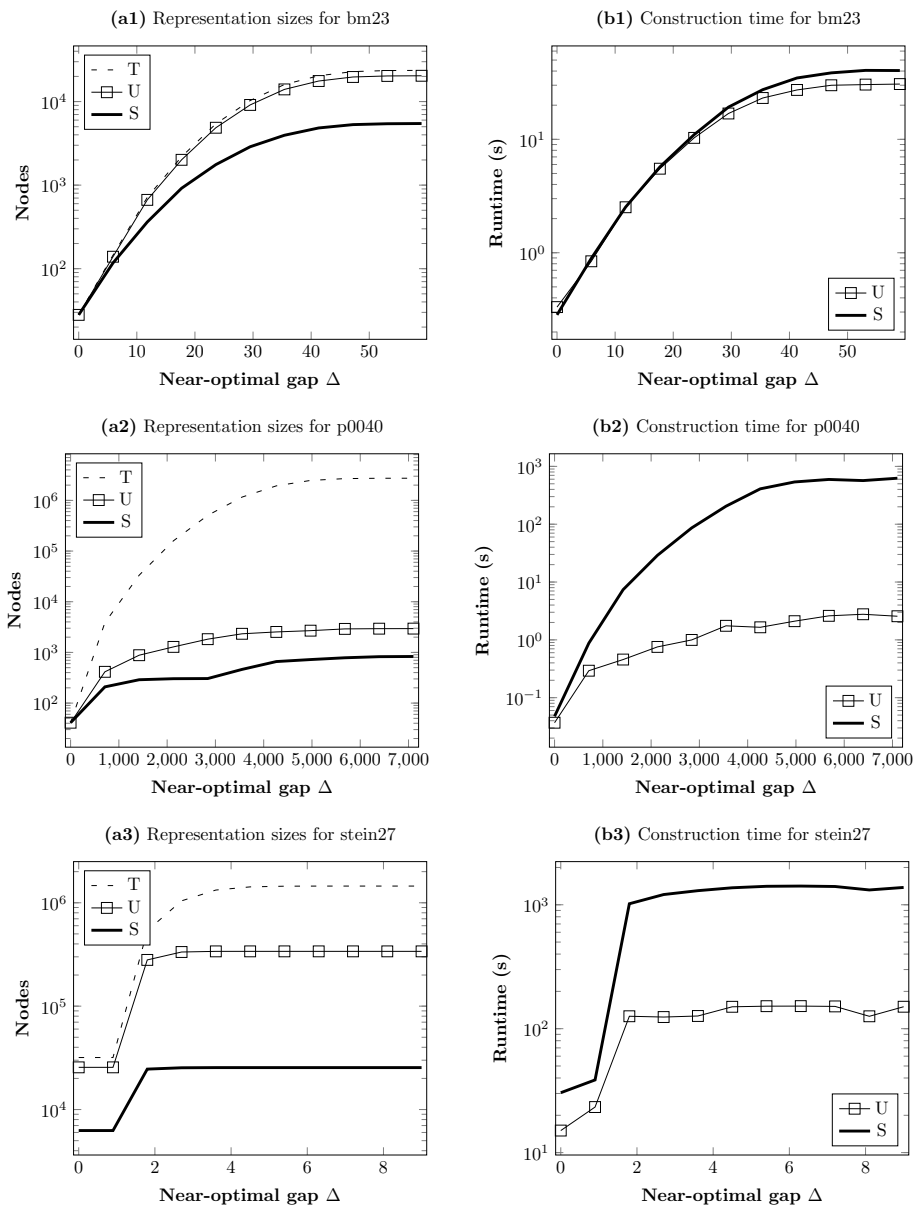 (a1) Representation sizes for bm23
10^4
10^3
10^2
Nodes
T
U
S
0 10 20 30 40 50
Near-optimal gap Δ
(b1) Construction time for bm23
10^1
10^0
Runtime (s)
U
S
0 10 20 30 40 50
Near-optimal gap Δ
(a2) Representation sizes for p0040
10^6
10^5
10^4
10^3
10^2
Nodes
T
U
S
0 1,000 2,000 3,000 4,000 5,000 6,000 7,000
Near-optimal gap Δ
(b2) Construction time for p0040
10^3
10^2
10^1
10^0
10^−1
Runtime (s)
U
S
0 1,000 2,000 3,000 4,000 5,000 6,000 7,000
Near-optimal gap Δ
(a3) Representation sizes for stein27
10^6
10^5
10^4
Nodes
T
U
S
0 2 4 6 8
Near-optimal gap Δ
(b3) Construction time for stein27
10^3
10^2
10^1
Runtime (s)
U
S
0 2 4 6 8
Near-optimal gap Δ